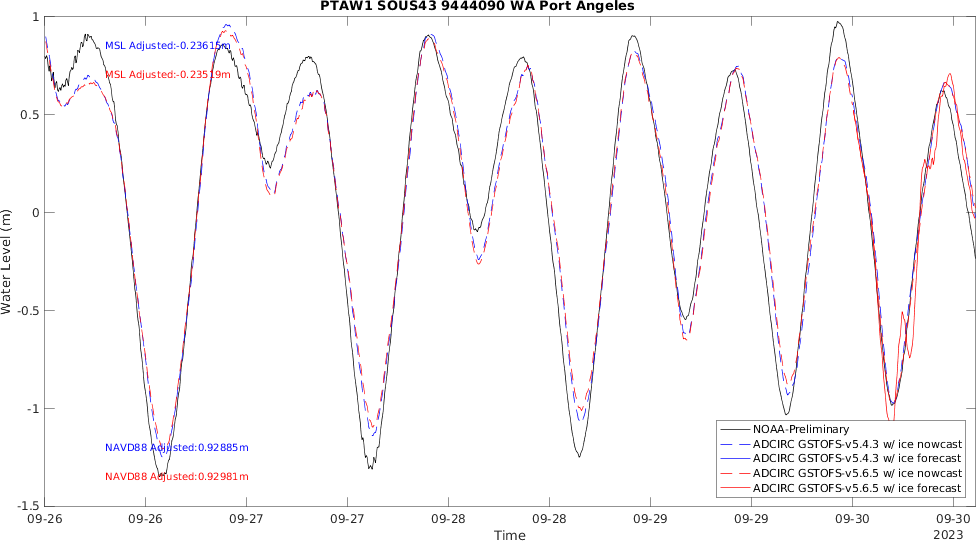 PTAW1 SOUS43 9444090 WA Port Angeles
1
MSL Adjusted:-0.23615m
MSL Adjusted:-0.23519m
0.5
0
Water Level (m)
-0.5
-1
NOAA-Preliminary
ADCIRC GSTOFS-v5.4.3 w/ ice nowcast
NAVD88 Adjusted:0.92885m
ADCIRC GSTOFS-v5.4.3 w/ ice forecast
NAVD88 Adjusted:0.92981m
ADCIRC GSTOFS-v5.6.5 w/ ice nowcast
ADCIRC GSTOFS-v5.6.5 w/ ice forecast
-1.5
09-26 09-26 09-27 09-27 09-28 09-28 09-29 09-29 09-30 09-30
Time 2023